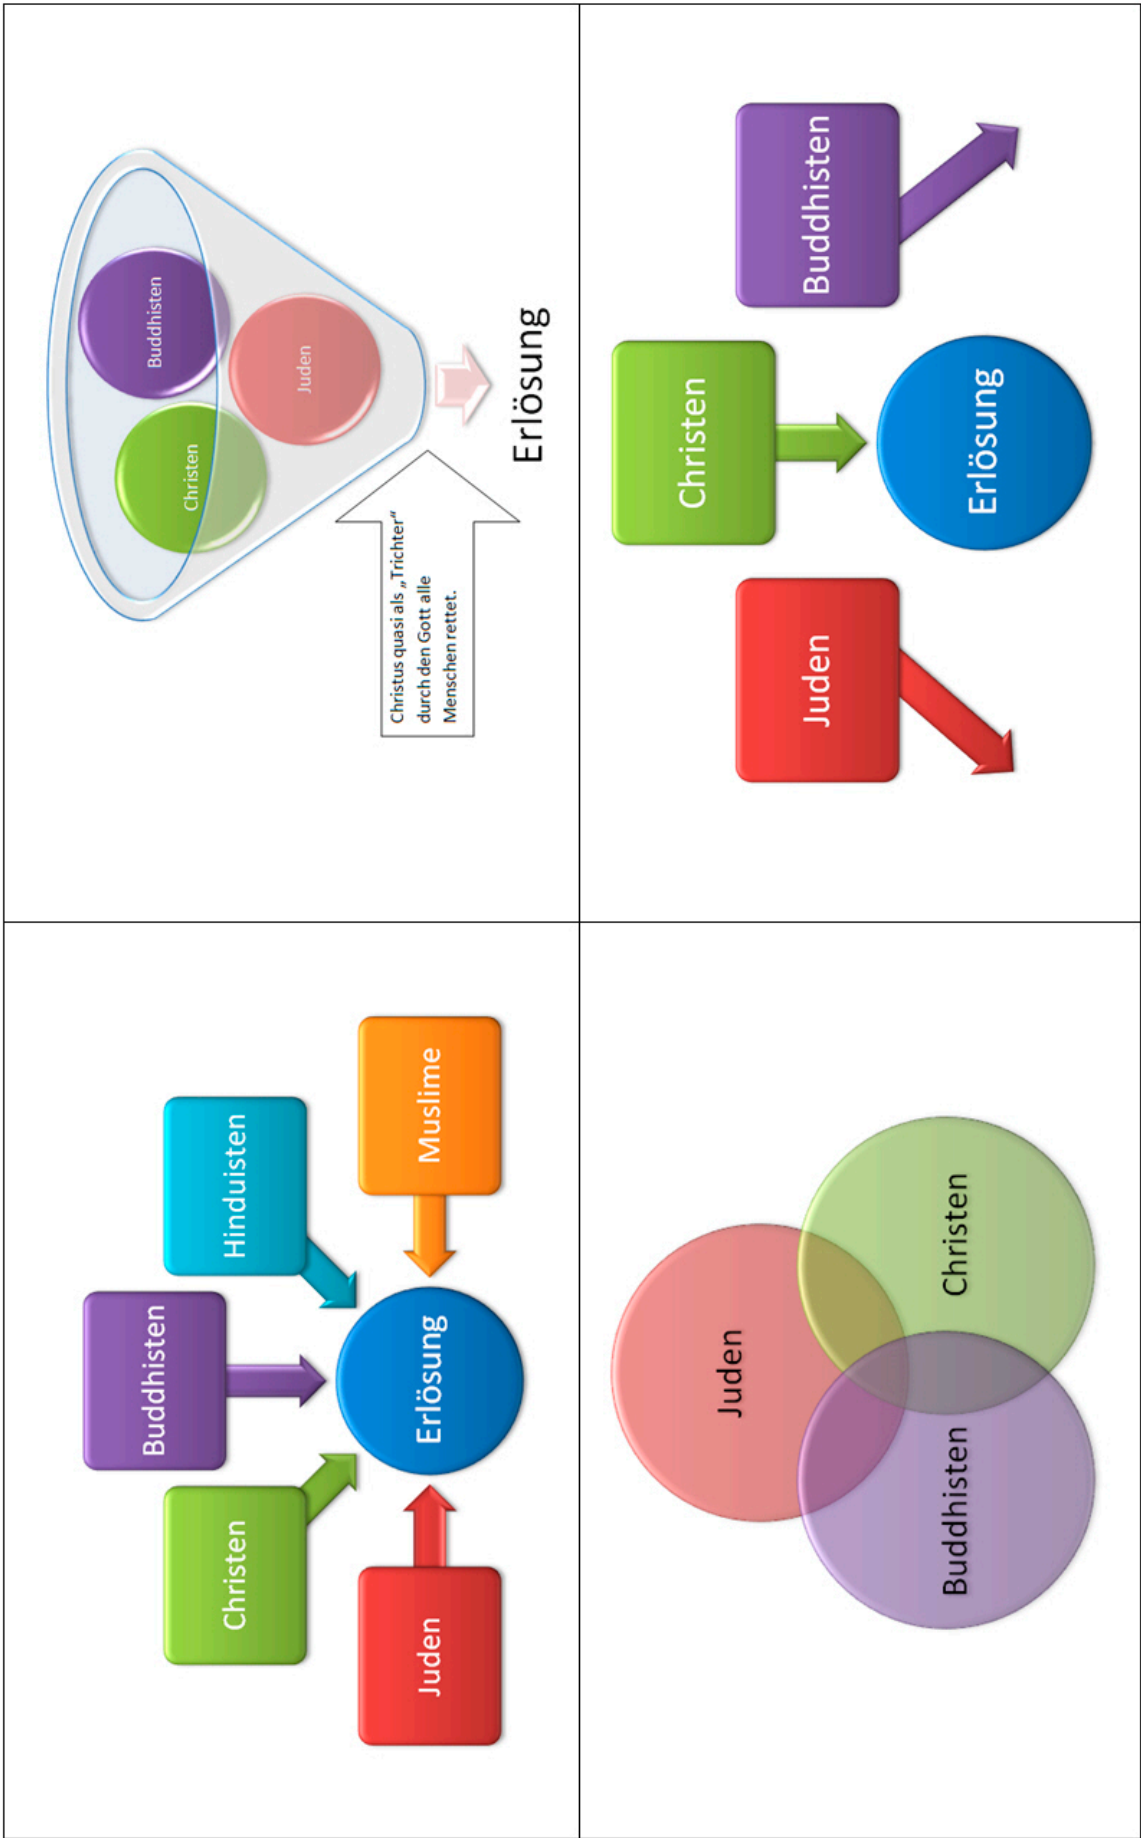 Buddhisten
Christen
Hinduisten
Juden
Erlösung
Muslime
Buddhisten
Christen
Juden
Christus quasi als „Trichter“
durch den Gott alle
Menschen rettet.
Erlösung
Juden
Buddhisten
Christen
Christen
Juden
Buddhisten
Erlösung